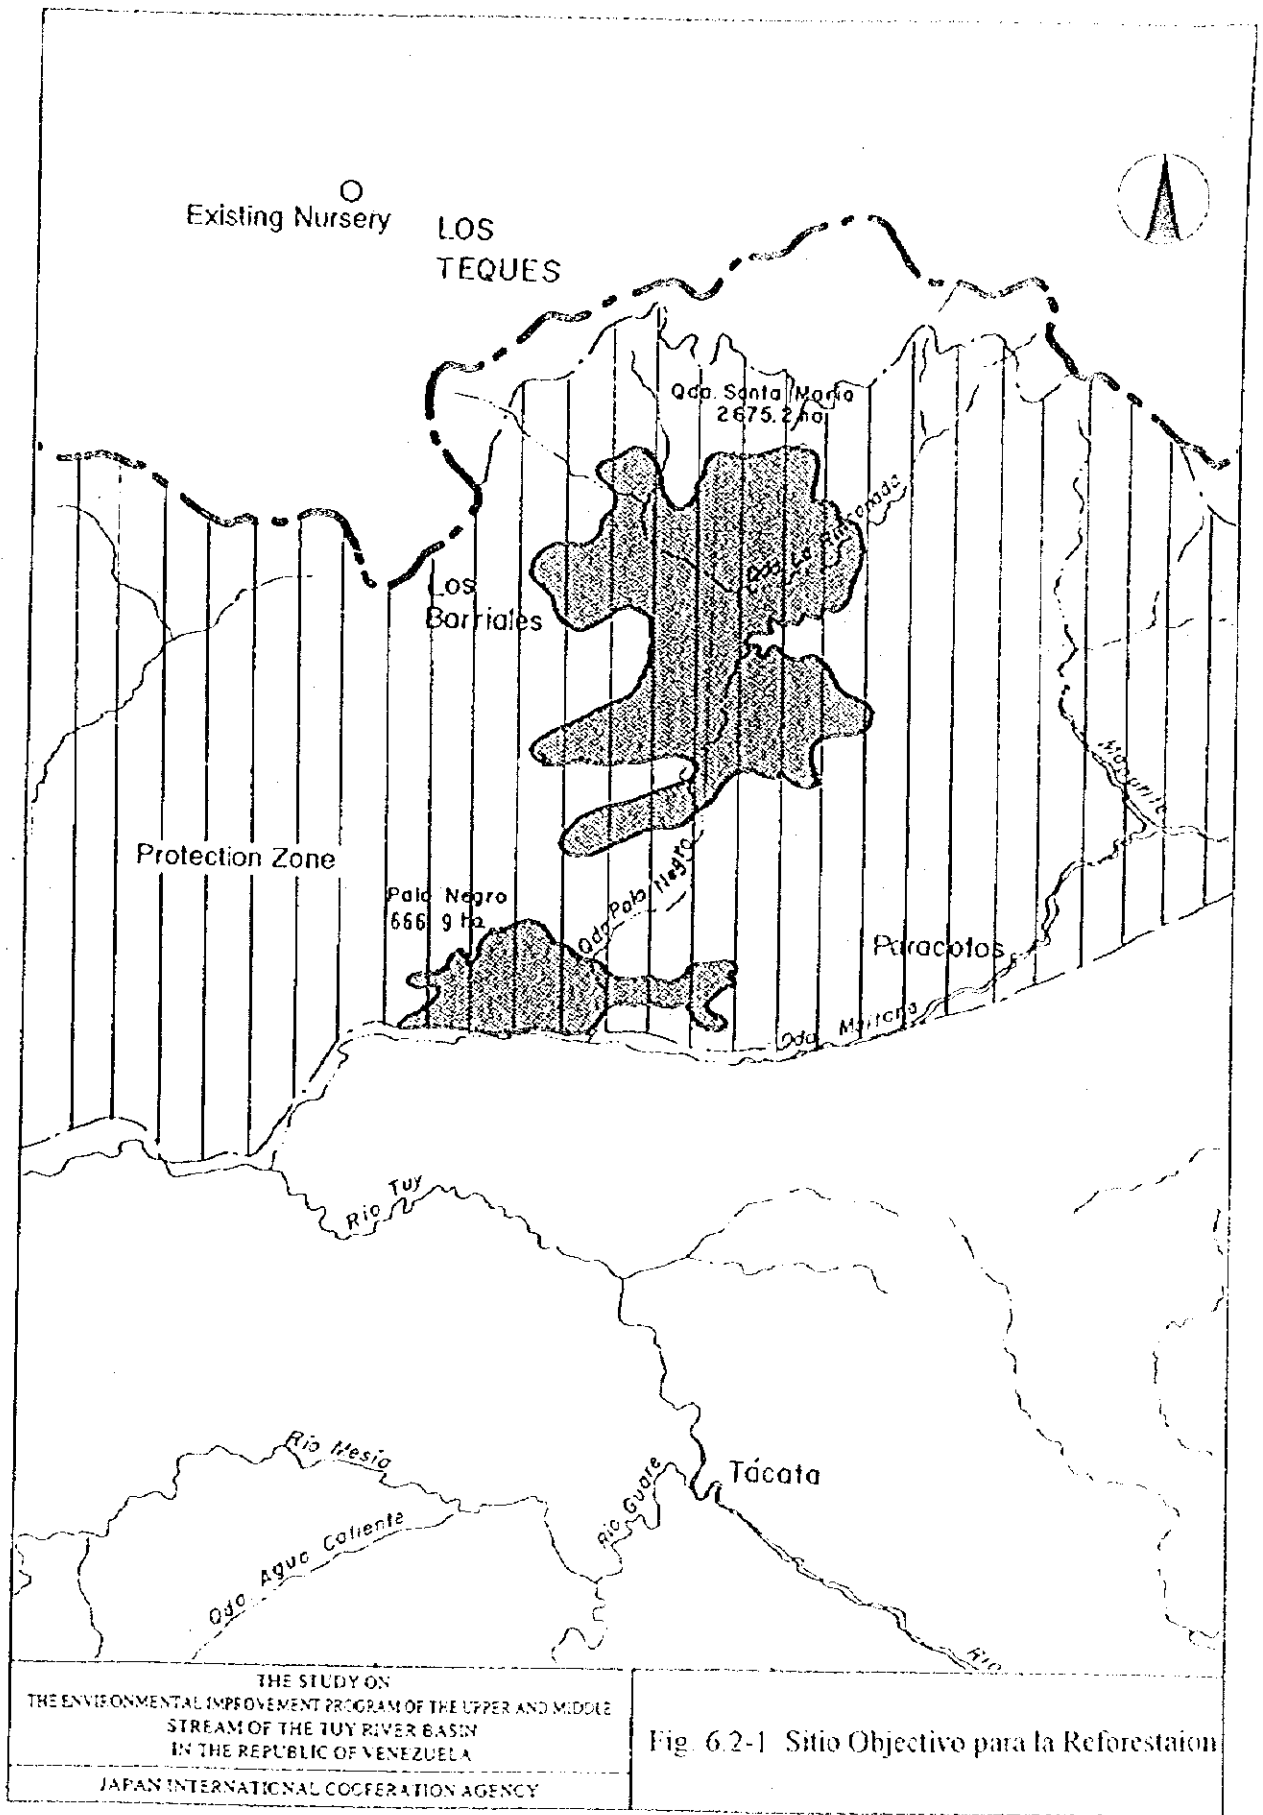 Existing Nursery
LOS
TEQUES
Qda. Santa Maria
2675.2 ha
Qda. La Rinconada
Los
Barriales
Protection Zone
Palo Negro
666.9 ha
Qda. Palo Negro
Paracotos
Qda. Maitana
Rio Tuy
Rio Guare
Tácata
Qda. Agua Caliente
Rio
THE STUDY ON
THE ENVIRONMENTAL IMPROVEMENT PROGRAM OF THE UPPER AND MIDDLE
STREAM OF THE TUY RIVER BASIN
IN THE REPUBLIC OF VENEZUELA
JAPAN INTERNATIONAL COOPERATION AGENCY
Fig. 6.2-1 Sitio Objectivo para la Reforestaion